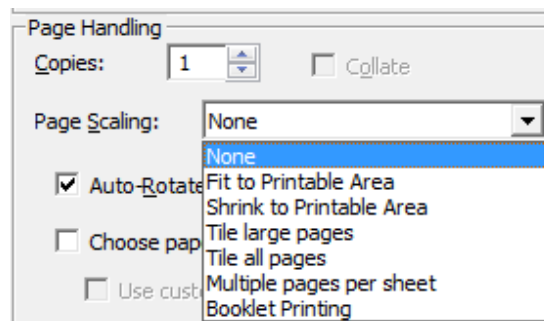 Page Handling
Copies: 1 Collate
Page Scaling: None
None
Auto-Rotate Fit to Printable Area
Shrink to Printable Area
Tile large pages
Choose pap
Tile all pages
Multiple pages per sheet
Use cust
Booklet Printing